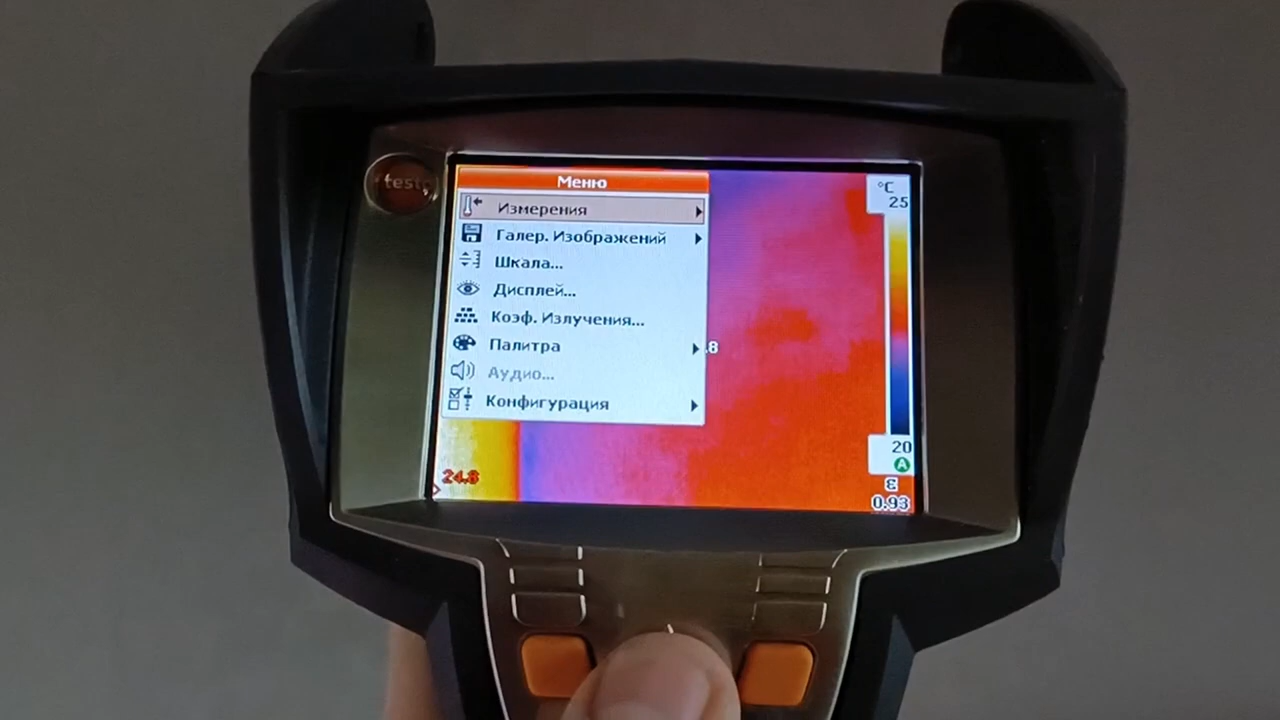 testo
Меню
Измерения
Галер. Изображений
Шкала...
Дисплей...
Коэф. Излучения...
Палитра
Аудио...
Конфигурация
.8
24.8
°C
25
20
A
ε
0.93